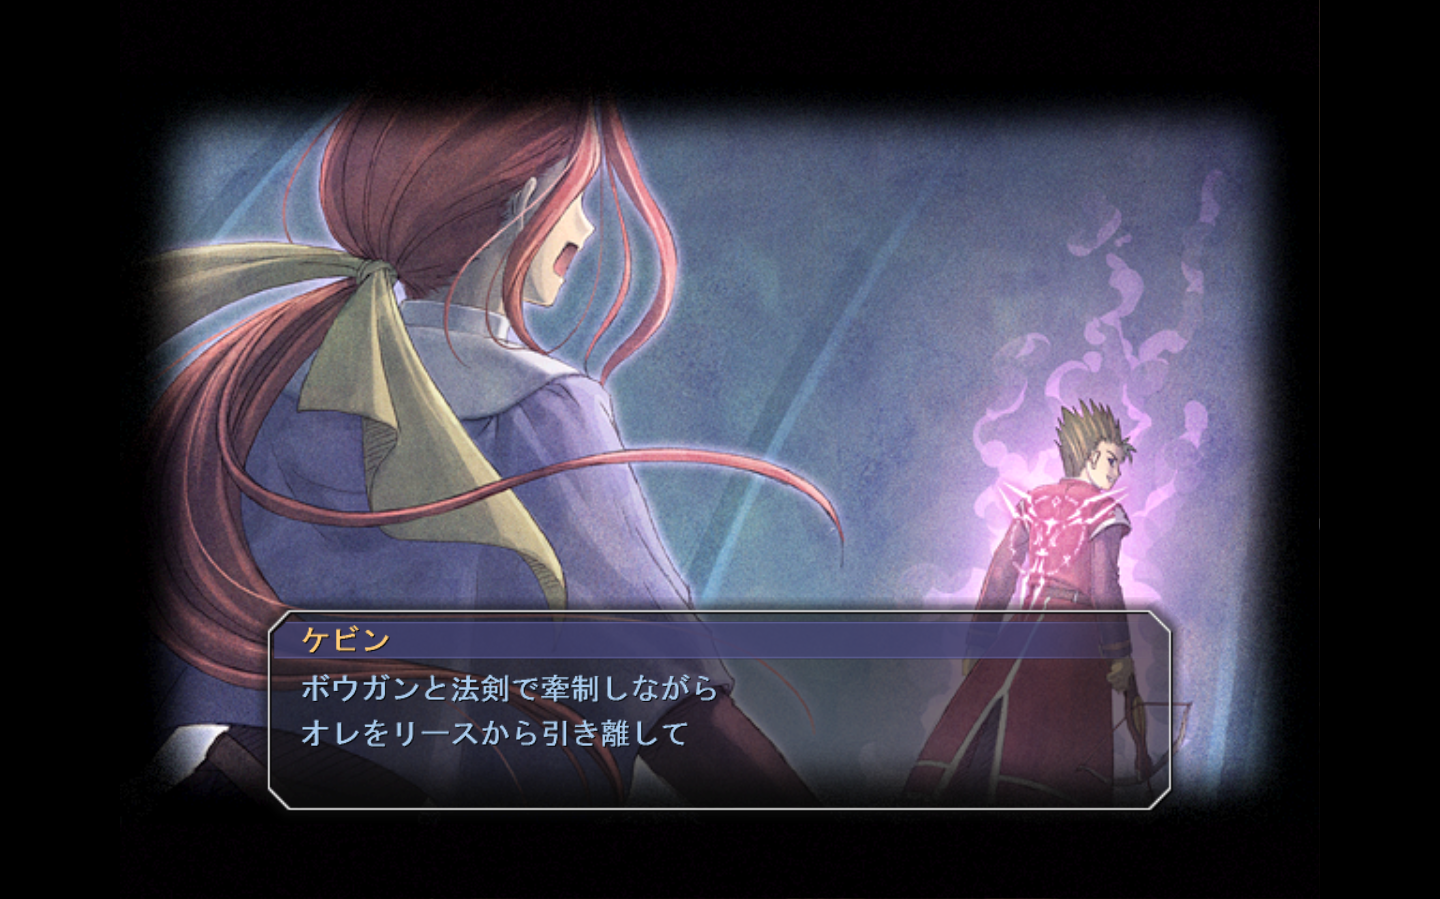 ケビン
ボウガンと法剣で牽制しながら
オレをリースから引き離して